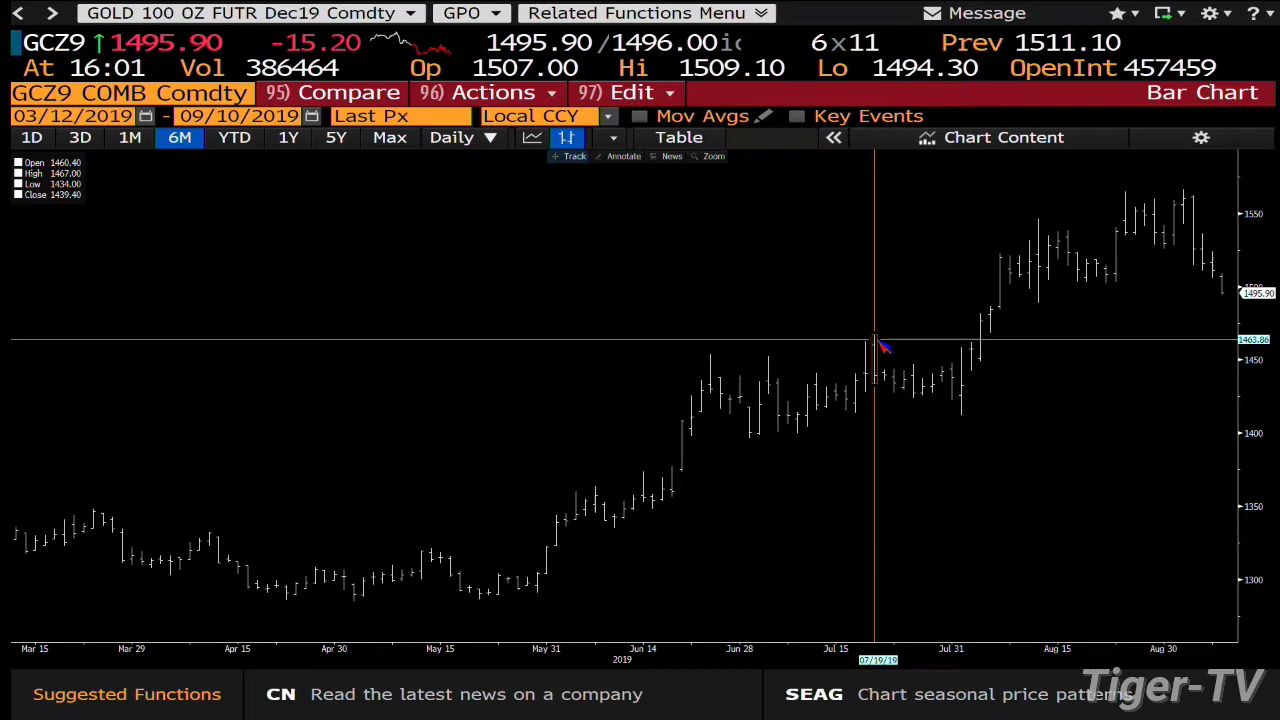 GOLD 100 OZ FUTR Dec19 Comdty GPO Related Functions Menu Message ?
GCZ9 ↑1495.90 -15.20 1495.90/1496.00 6x11 Prev 1511.10
At 16:01 Vol 386464 Op 1507.00 Hi 1509.10 Lo 1494.30 OpenInt 457459
GCZ9 COMB Comdty 95) Compare 96) Actions 97) Edit Bar Chart
03/12/2019 - 09/10/2019 Last Px Local CCY Mov Avgs Key Events
1D 3D 1M 6M YTD 1Y 5Y Max Daily ▼ Table « Chart Content
Track Annotate News Zoom
Open 1460.40
High 1467.00
Low 1434.00
Close 1439.40
1550
1495.90
1463.86
1450
1400
1350
1300
Mar 15 Mar 29 Apr 15 Apr 30 May 15 May 31 Jun 14 Jun 28 Jul 15 Jul 31 Aug 15 Aug 30
2019 07/19/19
Suggested Functions CN Read the latest news on a company SEAG Chart seasonal price patterns
Tiger-TV